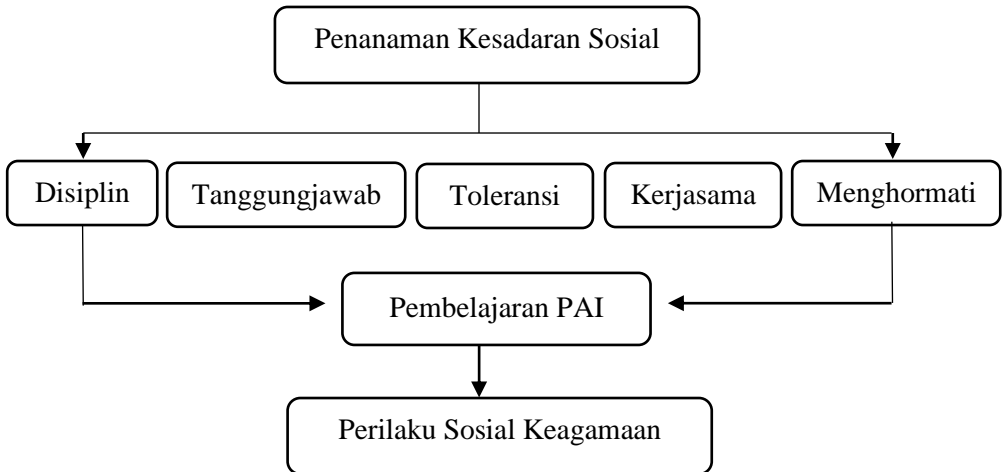 Penanaman Kesadaran Sosial
Disiplin
Tanggungjawab
Toleransi
Kerjasama
Menghormati
Pembelajaran PAI
Perilaku Sosial Keagamaan